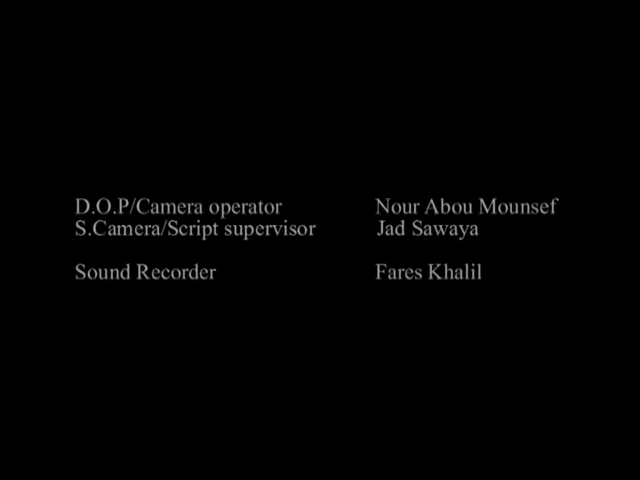 D.O.P/Camera operator Nour Abou Mounsef
S.Camera/Script supervisor Jad Sawaya
Sound Recorder Fares Khalil